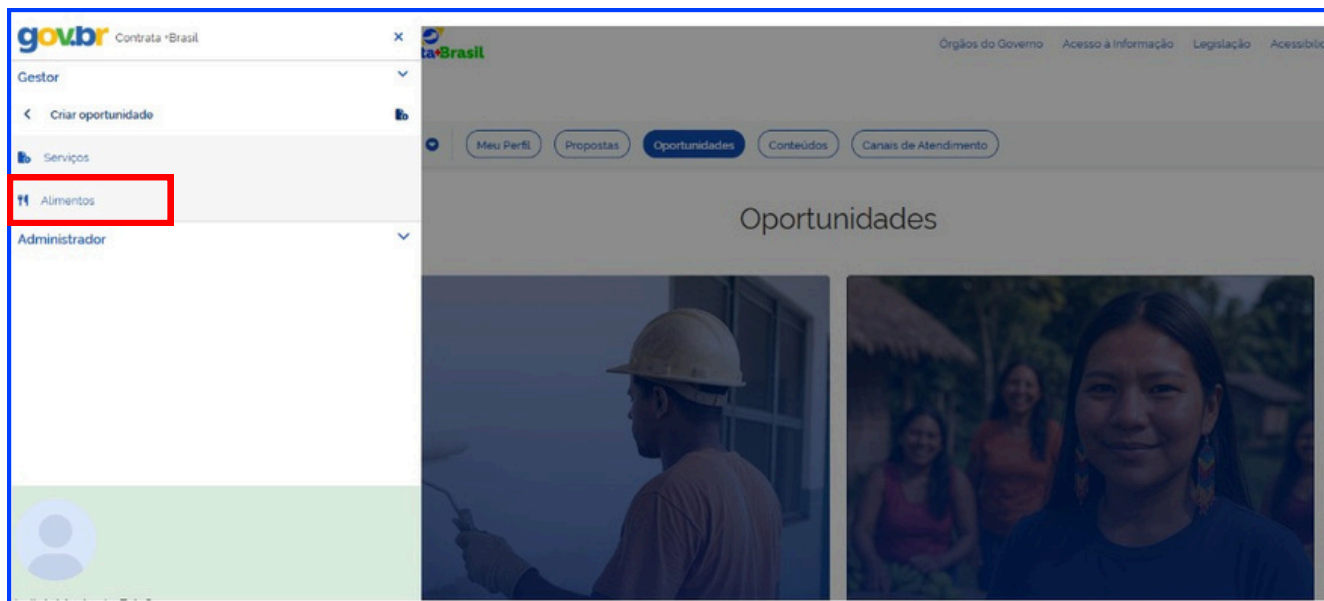 gov.br Contrata +Brasil
Gestor
Criar oportunidade
Serviços
Alimentos
Administrador
ta+Brasil
Órgãos do Governo Acesso à Informação Legislação
Meu Perfil Propostas Oportunidades Conteúdos Canais de Atendimento
Oportunidades